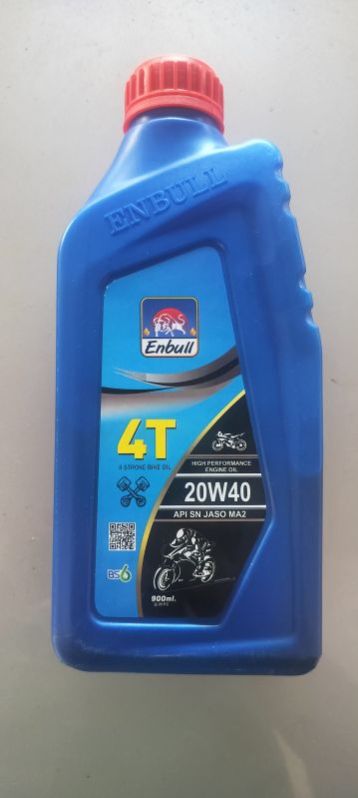 ENBULL
Enbull
4T
4 STROKE BIKE OIL
HIGH PERFORMANCE
ENGINE OIL
20W40
API SN JASO MA2
BS6
900ml.